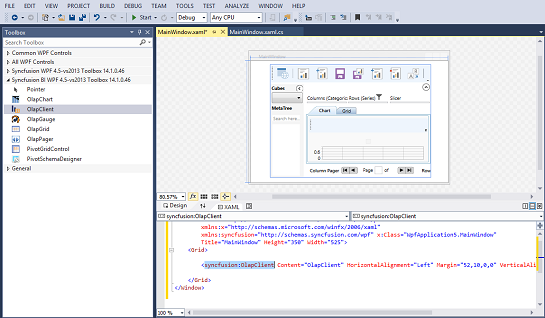 FILE EDIT VIEW PROJECT BUILD DEBUG TEAM TOOLS TEST ANALYZE WINDOW HELP
Start Debug Any CPU
Toolbox
Search Toolbox
Common WPF Controls
All WPF Controls
Syncfusion WPF 4.5-vs2013 Toolbox 14.1.0.46
Syncfusion BI WPF 4.5-vs2013 Toolbox 14.1.0.46
Pointer
OlapChart
OlapClient
OlapGauge
OlapGrid
OlapPager
PivotGridControl
PivotSchemaDesigner
General
MainWindow.xaml* MainWindow.xaml.cs
MainWindow
Cubes
Columns (Categoric Rows (Series) Slicer
MetaTree
Search here...
Chart Grid
0.6
0
Column Pager Page of Row
80.57%
Design XAML
syncfusion:OlapClient syncfusion:OlapClient
xmlns:x="http://schemas.microsoft.com/winfx/2006/xaml"
xmlns:syncfusion="http://schemas.syncfusion.com/wpf" x:Class="WpfApplication5.MainWindow"
Title="MainWindow" Height="350" Width="525">
<Grid>
<syncfusion:OlapClient Content="OlapClient" HorizontalAlignment="Left" Margin="52,10,0,0" VerticalAli
</Grid>
</Window>
100 %